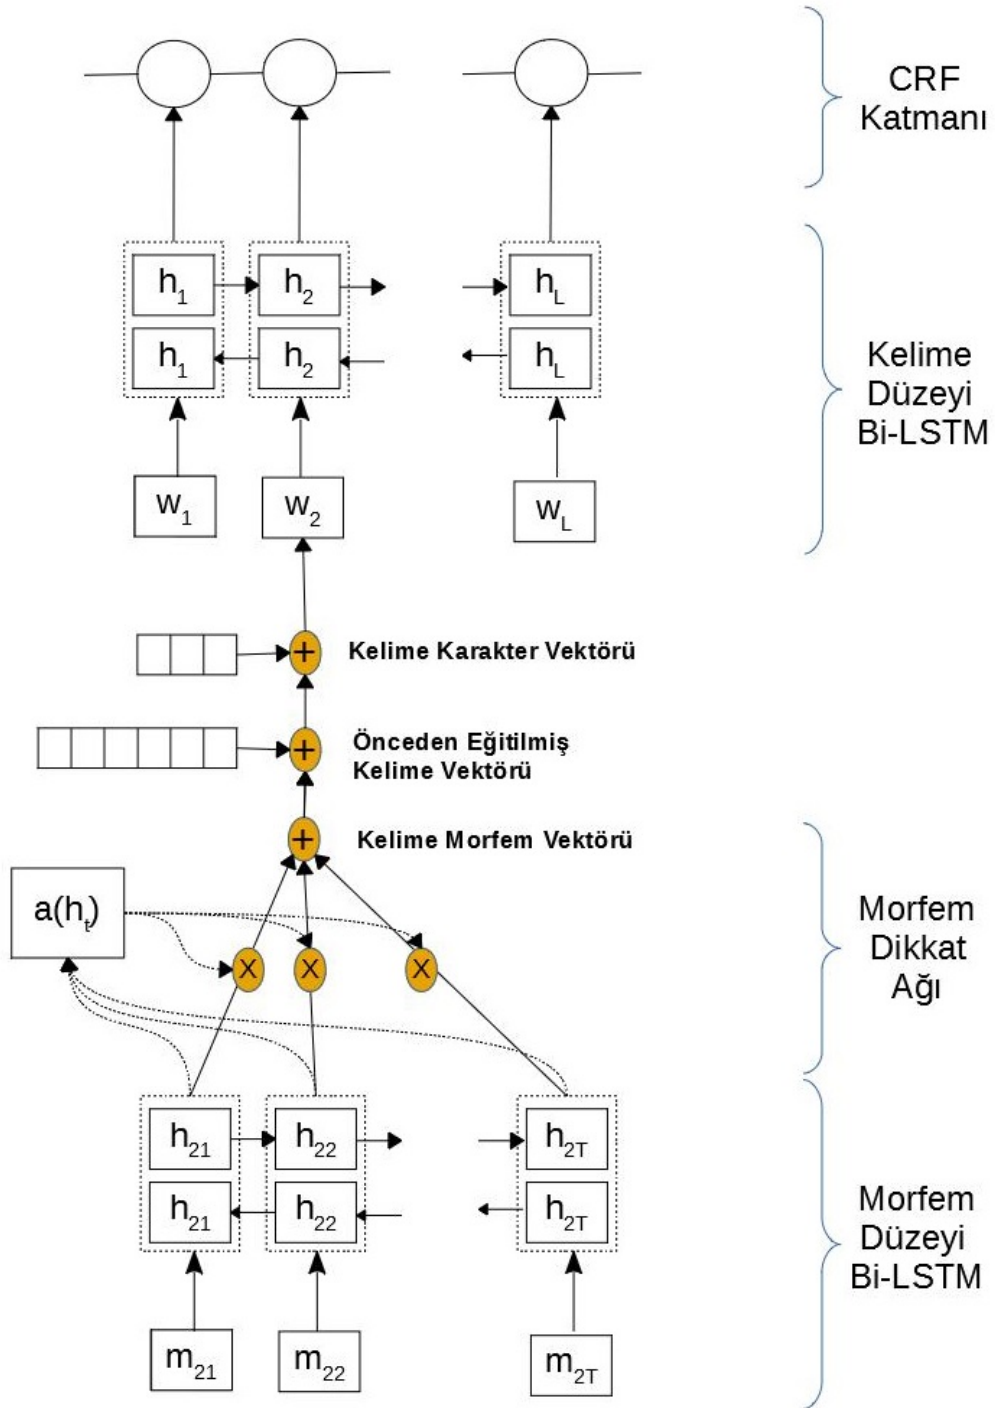 CRF
Katmanı
h1 h2 hL
h1 h2 hL
Kelime
Düzeyi
Bi-LSTM
w1 w2 wL
+ Kelime Karakter Vektörü
+ Önceden Eğitilmiş
Kelime Vektörü
+ Kelime Morfem Vektörü
a(ht)
X X X
Morfem
Dikkat
Ağı
h21 h22 h2T
h21 h22 h2T
Morfem
Düzeyi
Bi-LSTM
m21 m22 m2T